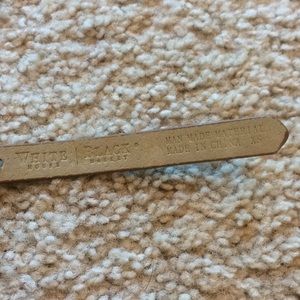 WHITE | BLACK
HOUSE | MARKET
MAN MADE MATERIAL
MADE IN CHINA